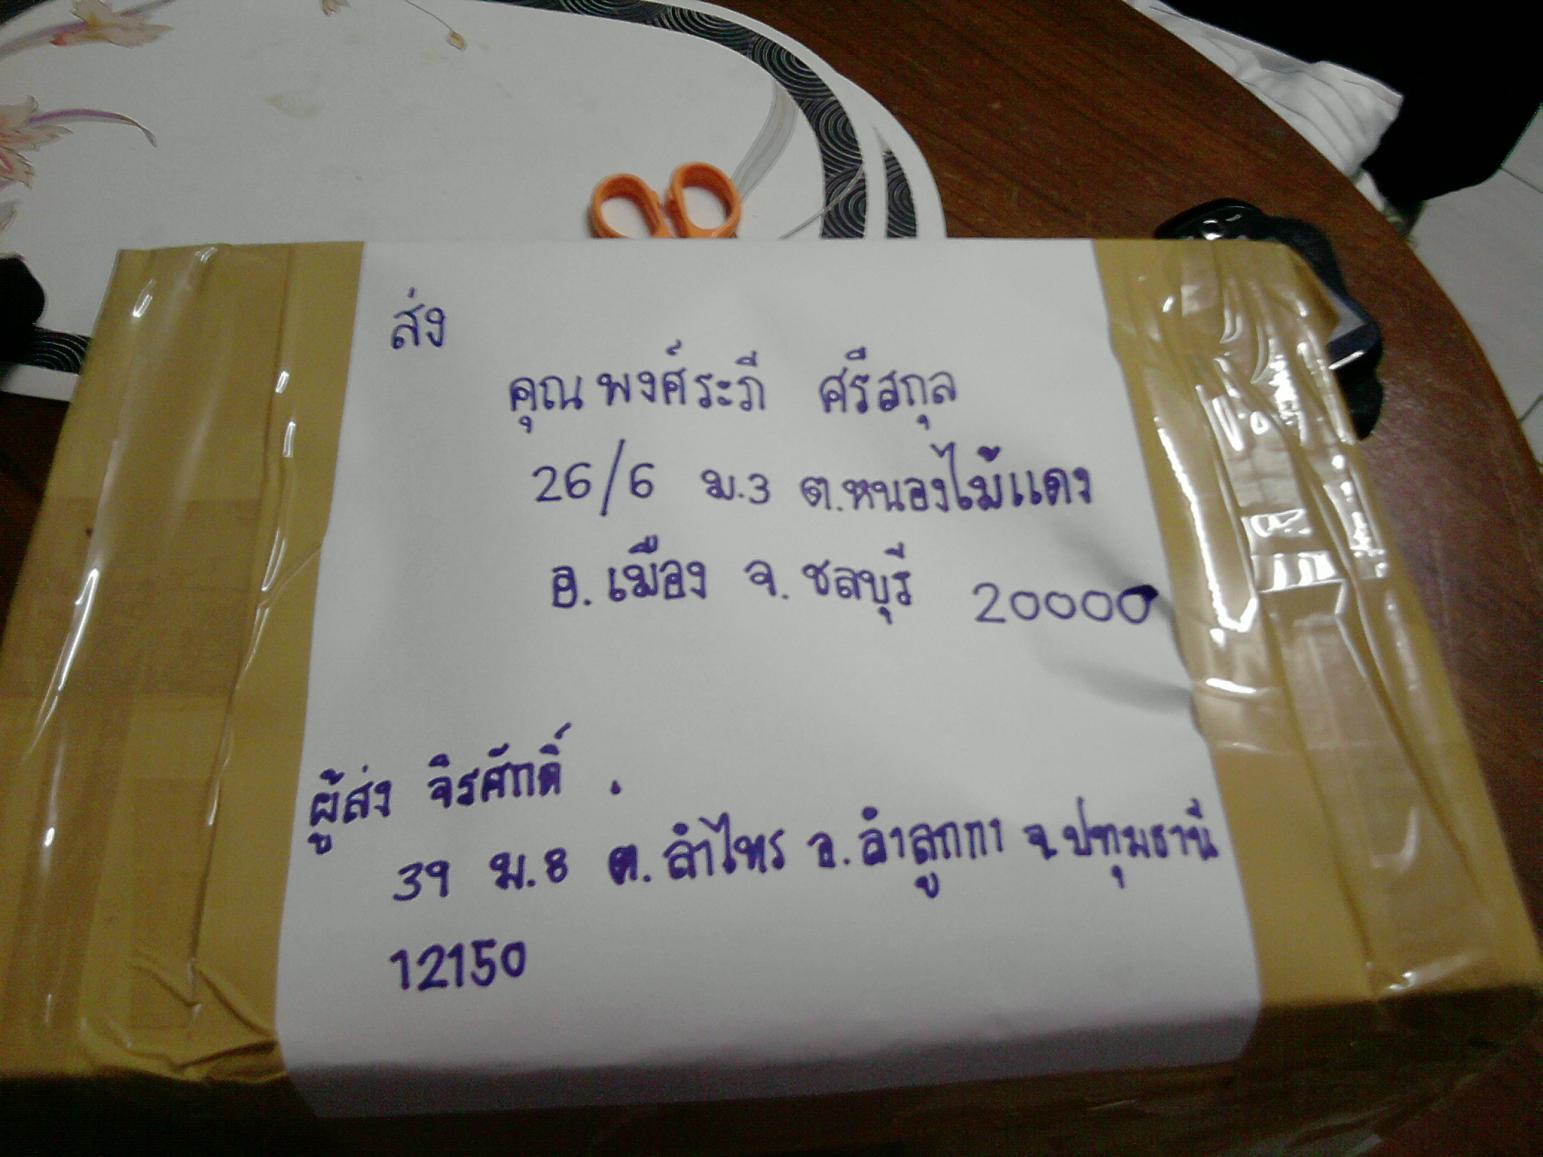 ส่ง
คุณ พงศ์ระภี ศรีสกุล
26/6 ม.3 ต.หนองไม้แดง
อ.เมือง จ.ชลบุรี 20000
ผู้ส่ง จิรศักดิ์ .
39 ม.8 ต.ลำไทร อ.ลำลูกกา จ.ปทุมธานี
12150